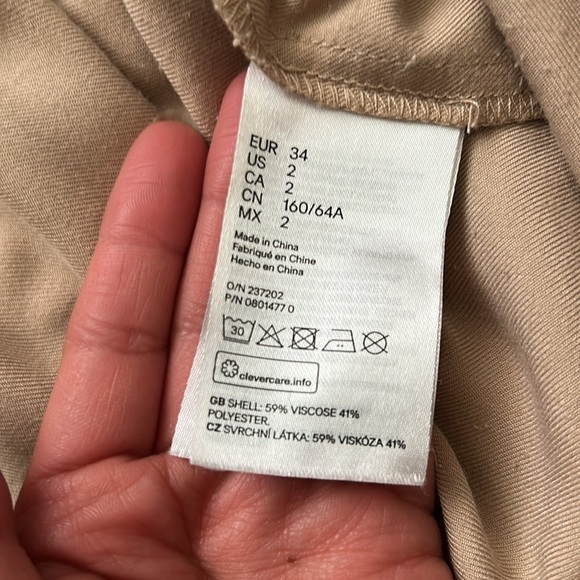 EUR 34
US 2
CA 2
CN 160/64A
MX 2
Made in China
Fabriqué en Chine
Hecho en China
O/N 237202
P/N 0801477 0
30
clevercare.info
GB SHELL: 59% VISCOSE 41%
POLYESTER.
CZ SVRCHNÍ LÁTKA: 59% VISKÓZA 41%